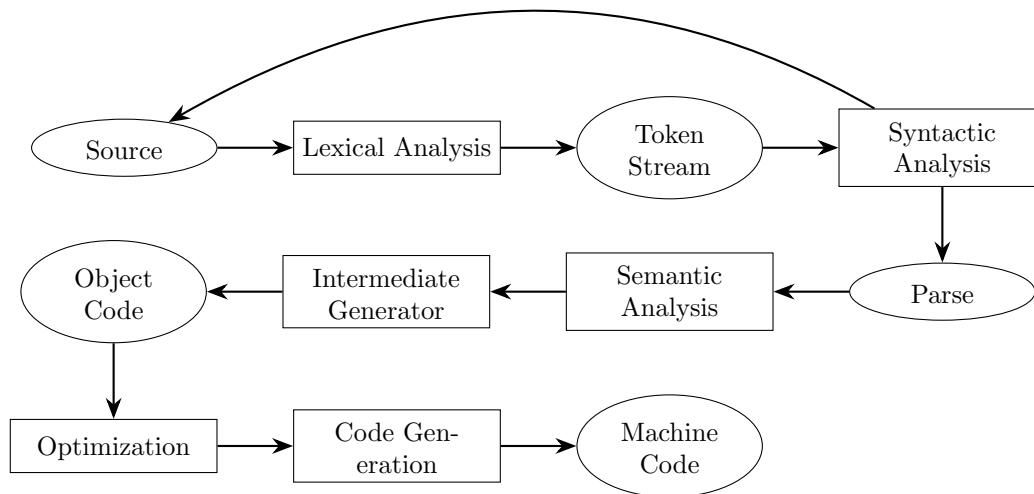 Source
Lexical Analysis
Token
Stream
Syntactic
Analysis
Object
Code
Intermediate
Generator
Semantic
Analysis
Parse
Optimization
Code Gen-
eration
Machine
Code